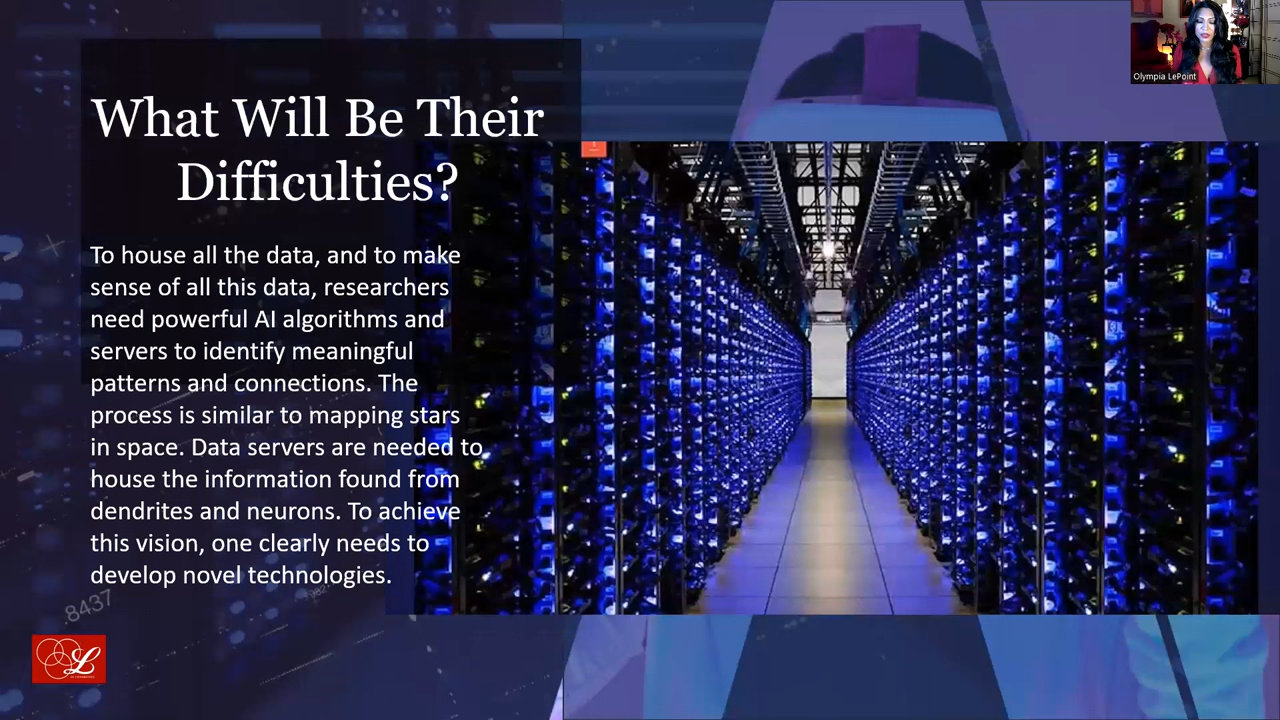 Olympia LePoint
What Will Be Their
Difficulties?
To house all the data, and to make
sense of all this data, researchers
need powerful AI algorithms and
servers to identify meaningful
patterns and connections. The
process is similar to mapping stars
in space. Data servers are needed to
house the information found from
dendrites and neurons. To achieve
this vision, one clearly needs to
develop novel technologies.
8437
L